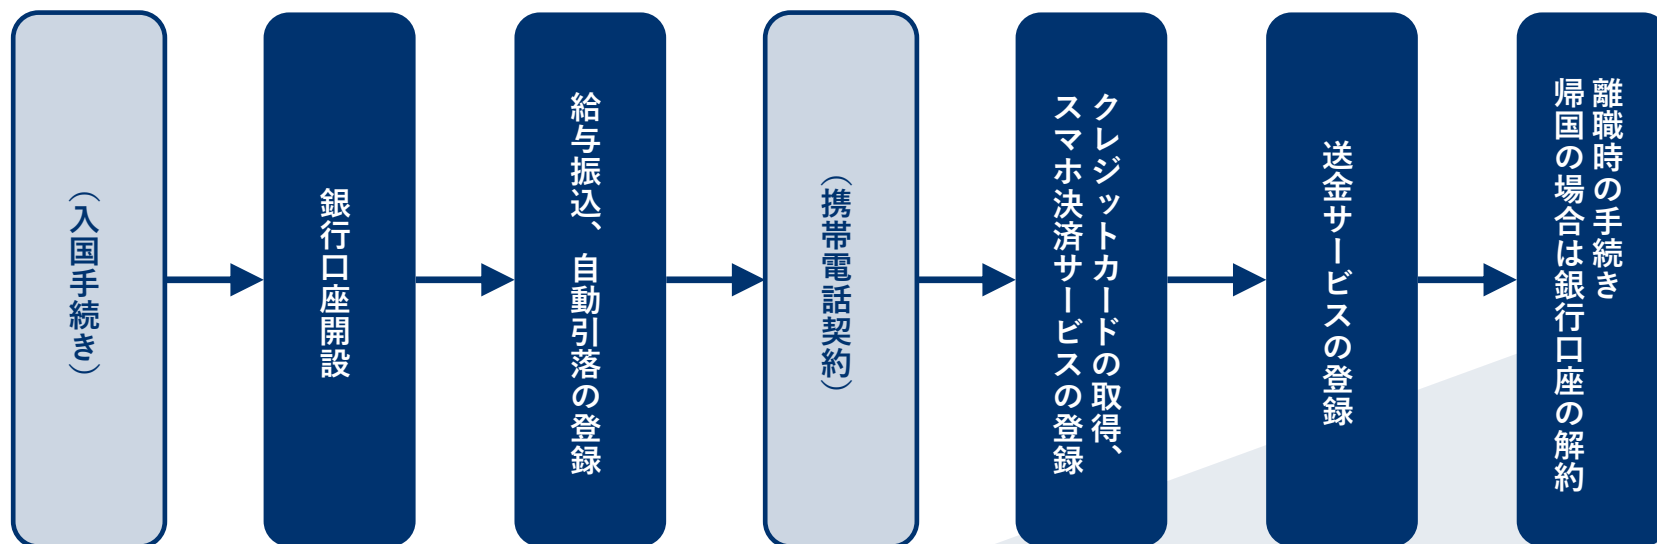 （入国手続き）
銀行口座開設
給与振込、自動引落の登録
（携帯電話契約）
クレジットカードの取得、
スマホ決済サービスの登録
送金サービスの登録
離職時の手続き
帰国の場合は銀行口座の解約